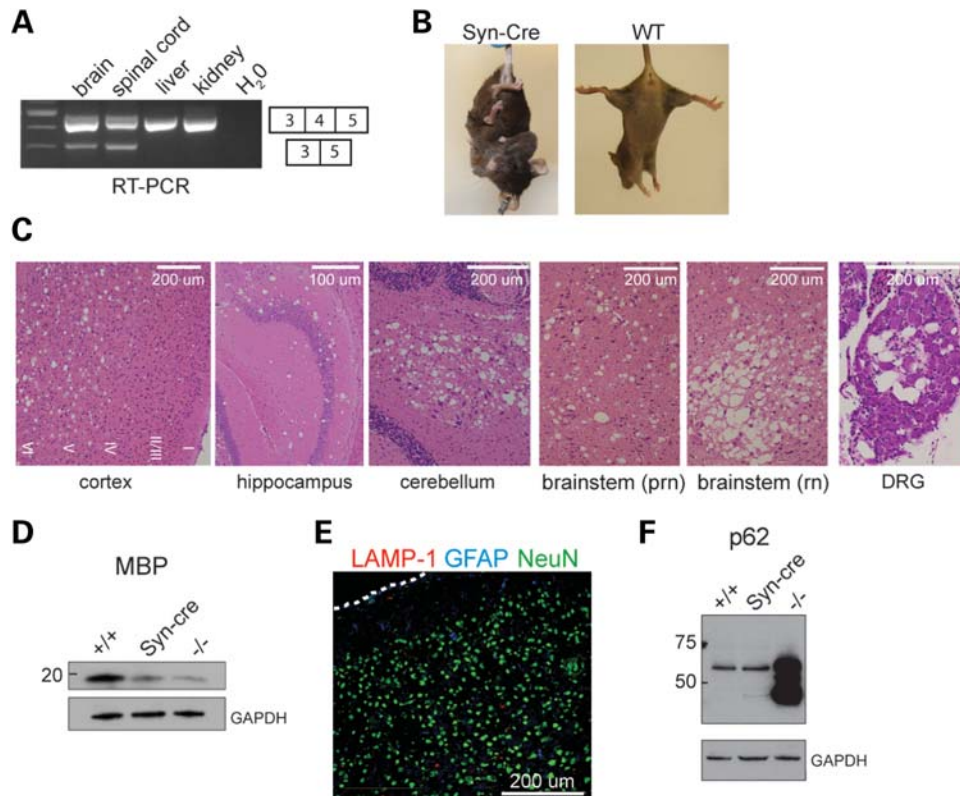 A
brain
spinal cord
liver
kidney
H₂0
3 4 5
3 5
RT-PCR
B
Syn-Cre
WT
C
200 um
100 um
200 um
200 um
200 um
200 um
VI V IV II/III I
cortex
hippocampus
cerebellum
brainstem (prn)
brainstem (rn)
DRG
D
MBP
+/+
Syn-cre
-/-
20
GAPDH
E
LAMP-1 GFAP NeuN
200 um
F
p62
+/+
Syn-cre
-/-
75
50
GAPDH